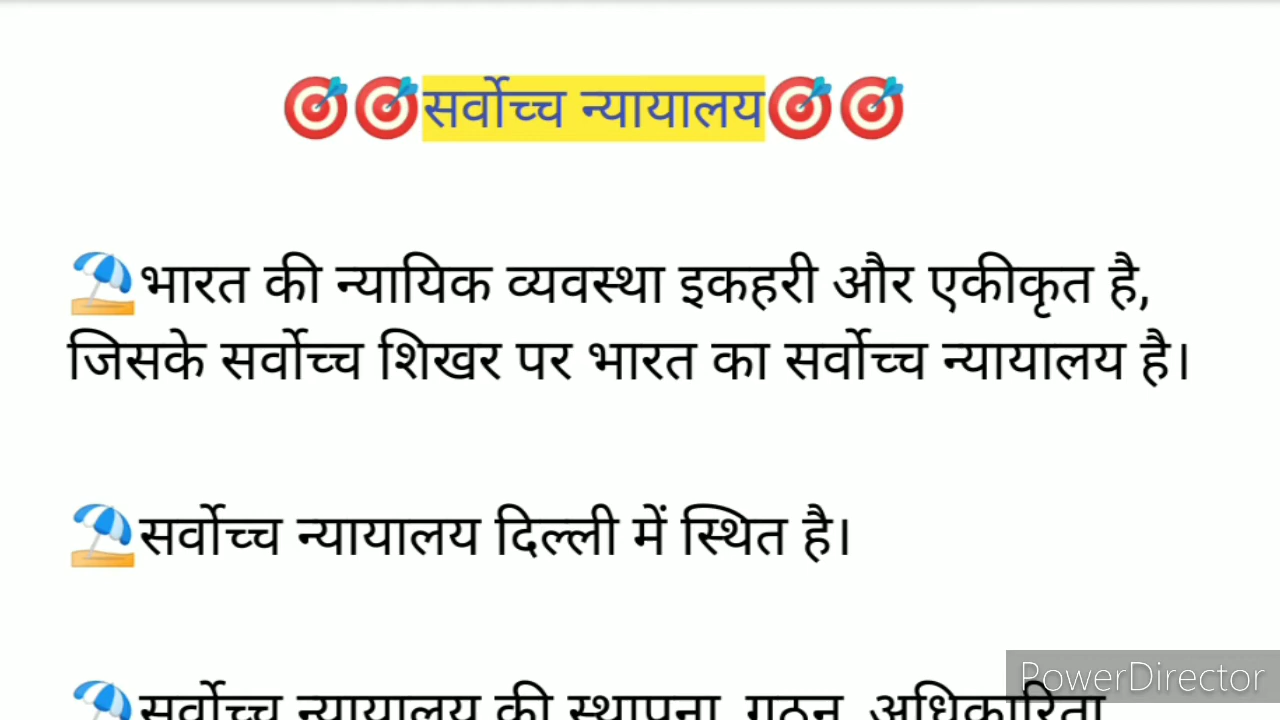 🎯🎯सर्वोच्च न्यायालय🎯🎯
⛱️भारत की न्यायिक व्यवस्था इकहरी और एकीकृत है,
जिसके सर्वोच्च शिखर पर भारत का सर्वोच्च न्यायालय है।
⛱️सर्वोच्च न्यायालय दिल्ली में स्थित है।
⛱️सर्वोच्च न्यायालय की स्थापना, गठन, अधिकारिता,
PowerDirector